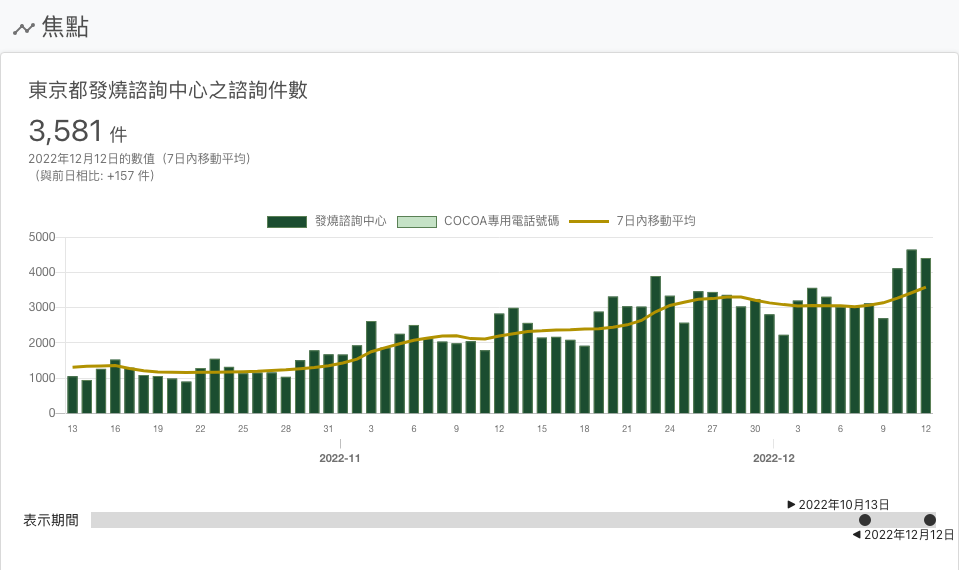 焦點
東京都發燒諮詢中心之諮詢件數
3,581 件
2022年12月12日的數值（7日內移動平均）
（與前日相比: +157 件）
發燒諮詢中心 COCOA專用電話號碼 7日內移動平均
5000
4000
3000
2000
1000
0
13 16 19 22 25 28 31 3 6 9 12 15 18 21 24 27 30 3 6 9 12
2022-11 2022-12
▶ 2022年10月13日
表示期間
◀ 2022年12月12日